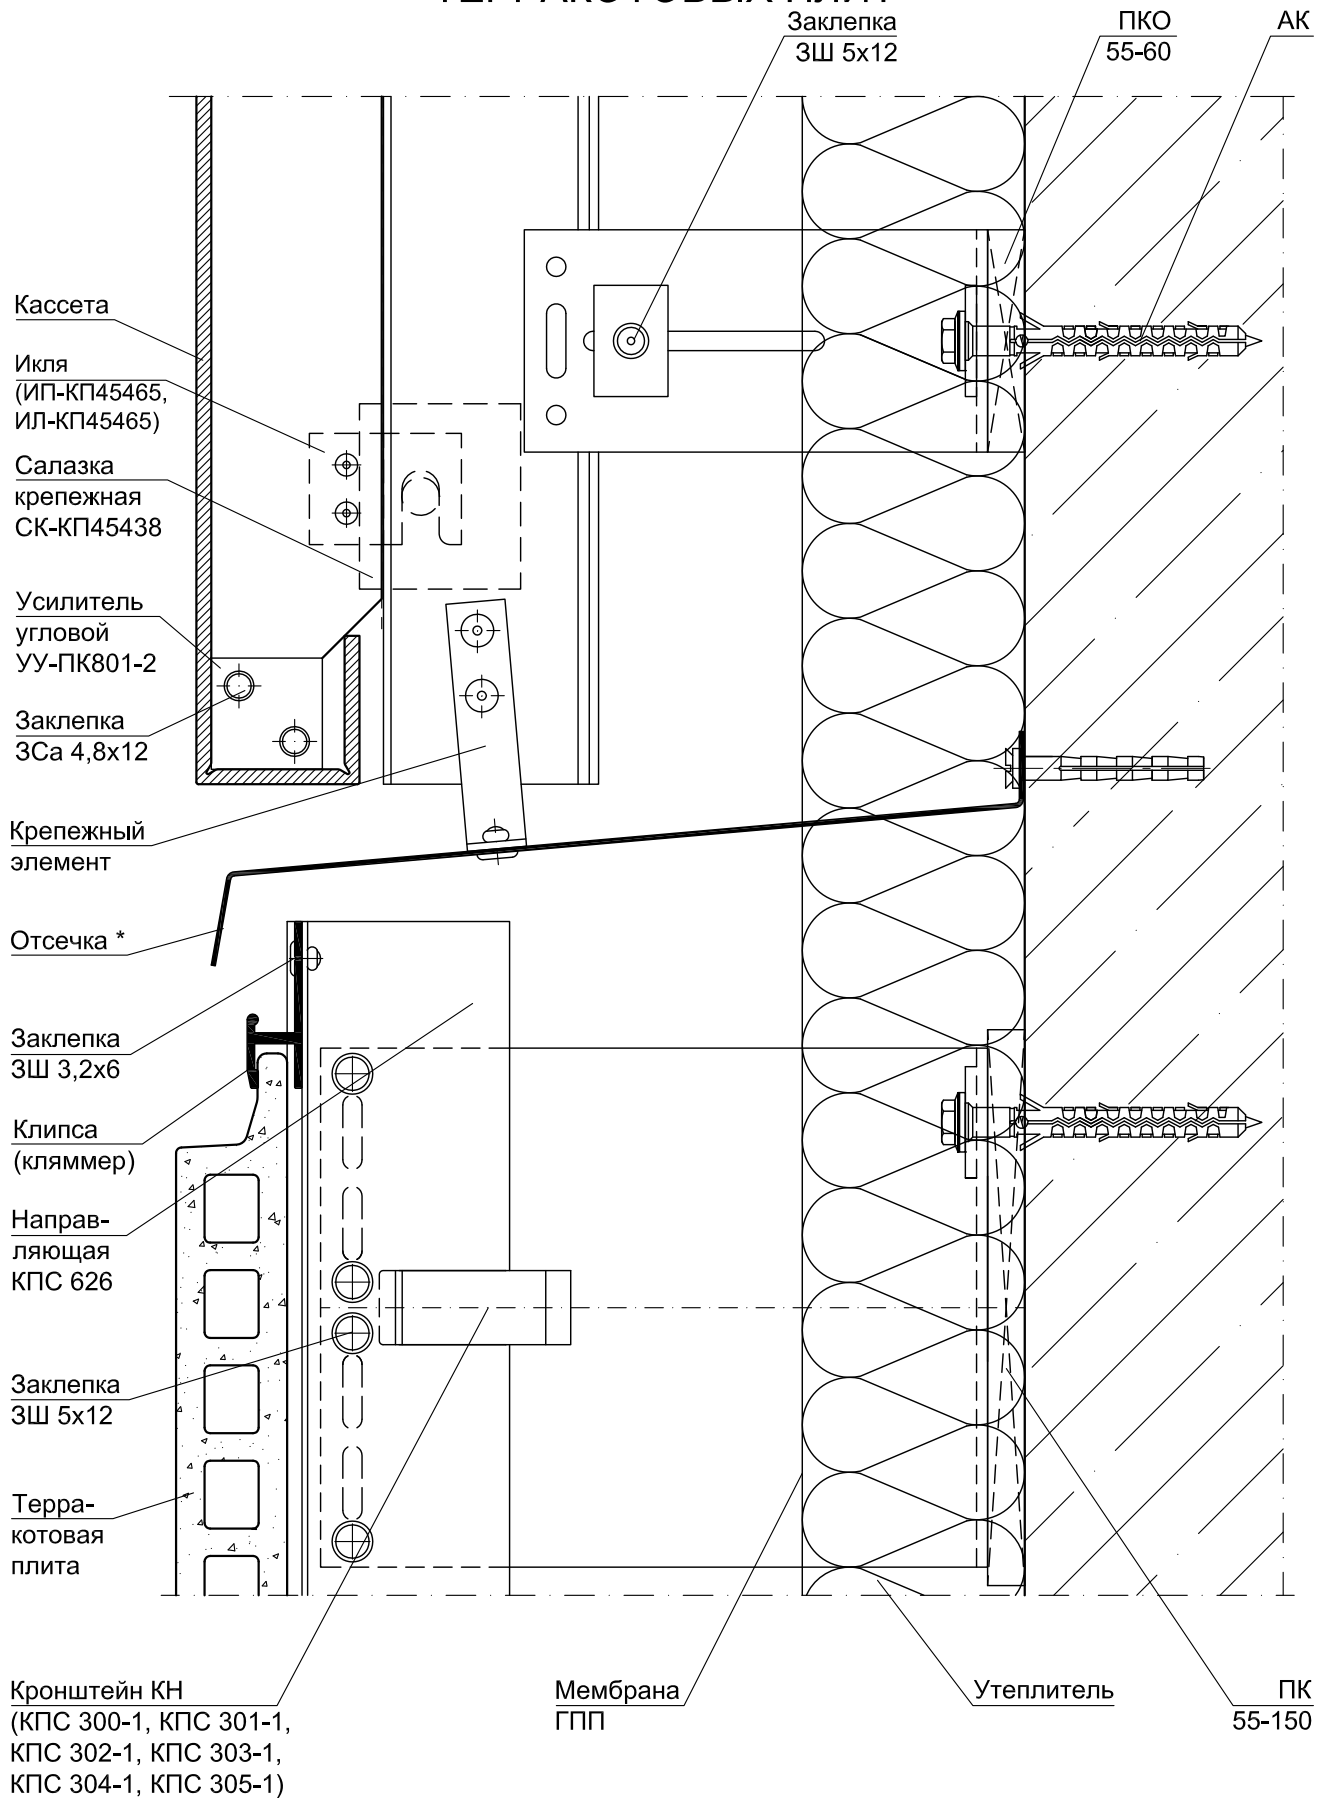 ТЕРРАКОТОВЫХ ПЛИТ
Заклепка
ЗШ 5х12
ПКО
55-60
АК
Кассета
Икля
(ИП-КП45465,
ИЛ-КП45465)
Салазка
крепежная
СК-КП45438
Усилитель
угловой
УУ-ПК801-2
Заклепка
ЗСа 4,8х12
Крепежный
элемент
Отсечка *
Заклепка
ЗШ 3,2х6
Клипса
(кляммер)
Направ-
ляющая
КПС 626
Заклепка
ЗШ 5х12
Терра-
котовая
плита
Кронштейн КН
(КПС 300-1, КПС 301-1,
КПС 302-1, КПС 303-1,
КПС 304-1, КПС 305-1)
Мембрана
ГПП
Утеплитель
ПК
55-150